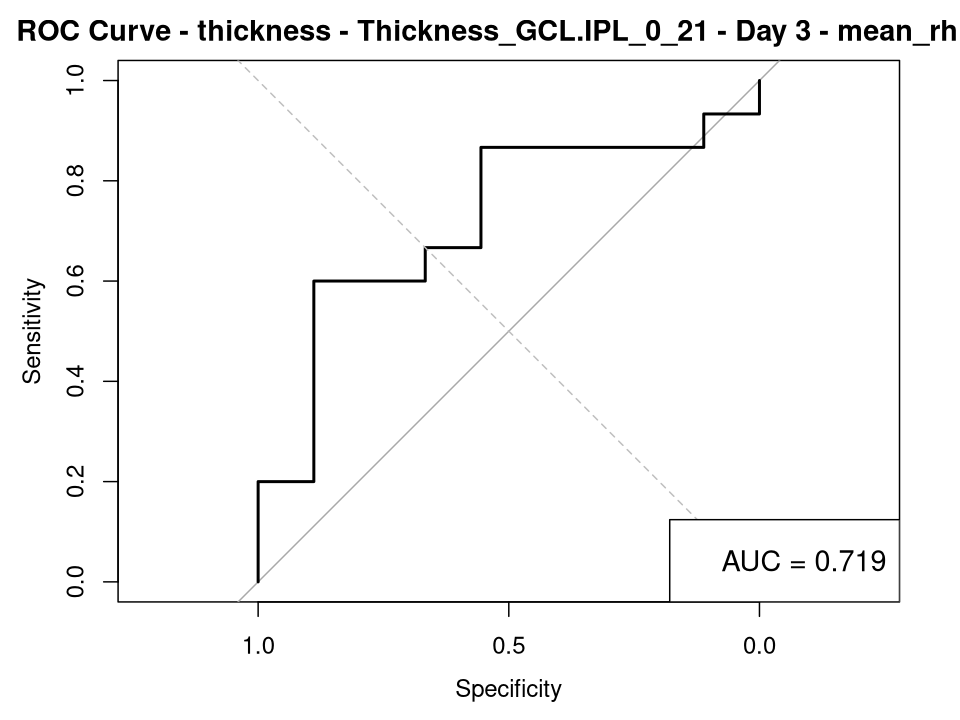 ROC Curve - thickness - Thickness_GCL.IPL_0_21 - Day 3 - mean_rh
1.0
0.8
0.6
0.4
0.2
0.0
Sensitivity
AUC = 0.719
1.0 0.5 0.0
Specificity